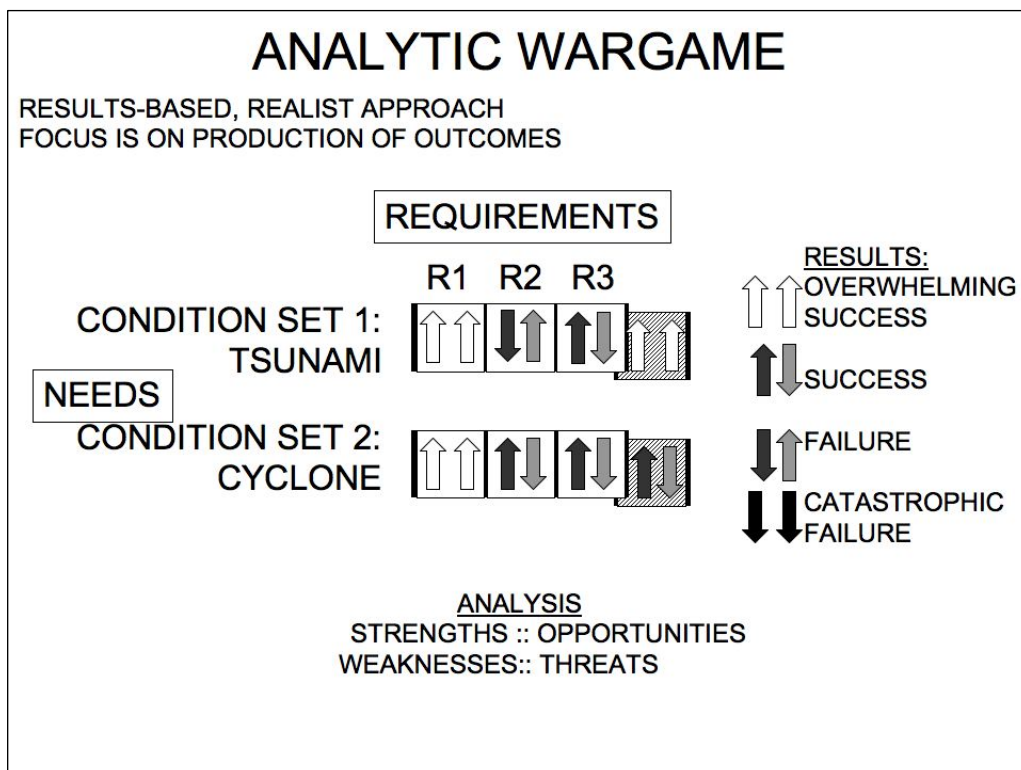 ANALYTIC WARGAME
RESULTS-BASED, REALIST APPROACH
FOCUS IS ON PRODUCTION OF OUTCOMES
REQUIREMENTS
R1 R2 R3
CONDITION SET 1:
TSUNAMI
NEEDS
CONDITION SET 2:
CYCLONE
RESULTS:
OVERWHELMING
SUCCESS
SUCCESS
FAILURE
CATASTROPHIC
FAILURE
ANALYSIS
STRENGTHS :: OPPORTUNITIES
WEAKNESSES:: THREATS